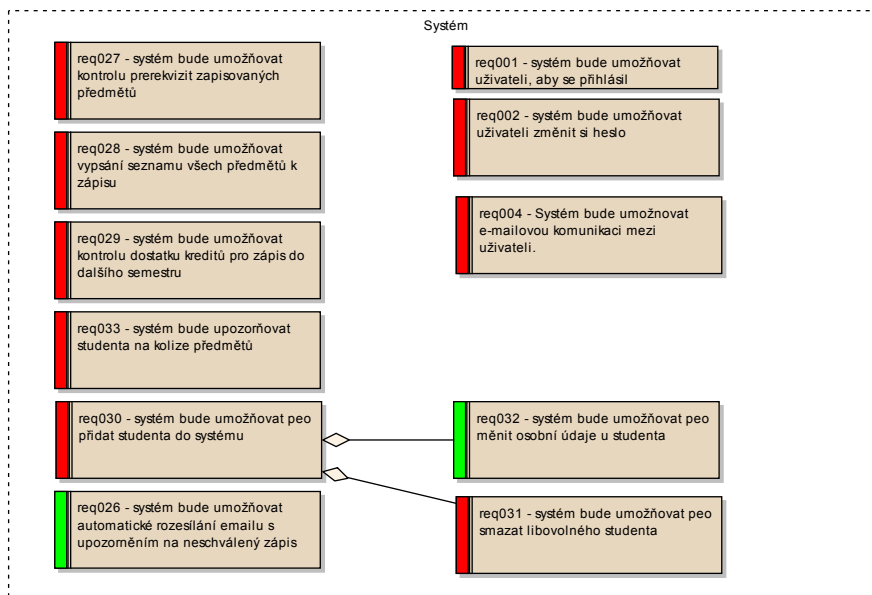 Systém
req027 - systém bude umožňovat
kontrolu prerekvizit zapisovaných
předmětů
req028 - systém bude umožňovat
vypsání seznamu všech předmětů k
zápisu
req029 - systém bude umožňovat
kontrolu dostatku kreditů pro zápis do
dalšího semestru
req033 - systém bude upozorňovat
studenta na kolize předmětů
req030 - systém bude umožňovat peo
přidat studenta do systému
req026 - systém bude umožňovat
automatické rozesílání emailu s
upozorněním na neschválený zápis
req001 - systém bude umožňovat
uživateli, aby se přihlásil
req002 - systém bude umožňovat
uživateli změnit si heslo
req004 - Systém bude umožnovat
e-mailovou komunikaci mezi
uživateli.
req032 - systém bude umožňovat peo
měnit osobní údaje u studenta
req031 - systém bude umožňovat peo
smazat libovolného studenta